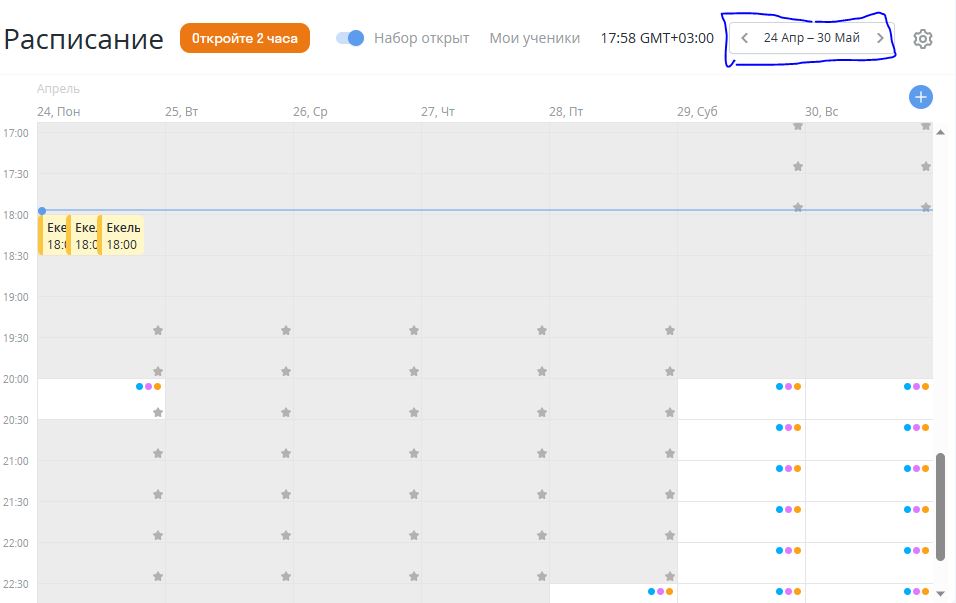 Расписание Откройте 2 часа Набор открыт Мои ученики 17:58 GMT+03:00 24 Апр – 30 Май
Апрель
24, Пон 25, Вт 26, Ср 27, Чт 28, Пт 29, Суб 30, Вс
17:00
17:30
18:00
Еке Еке. Екель
18:0 18:0 18:00
18:30
19:00
19:30
20:00
20:30
21:00
21:30
22:00
22:30